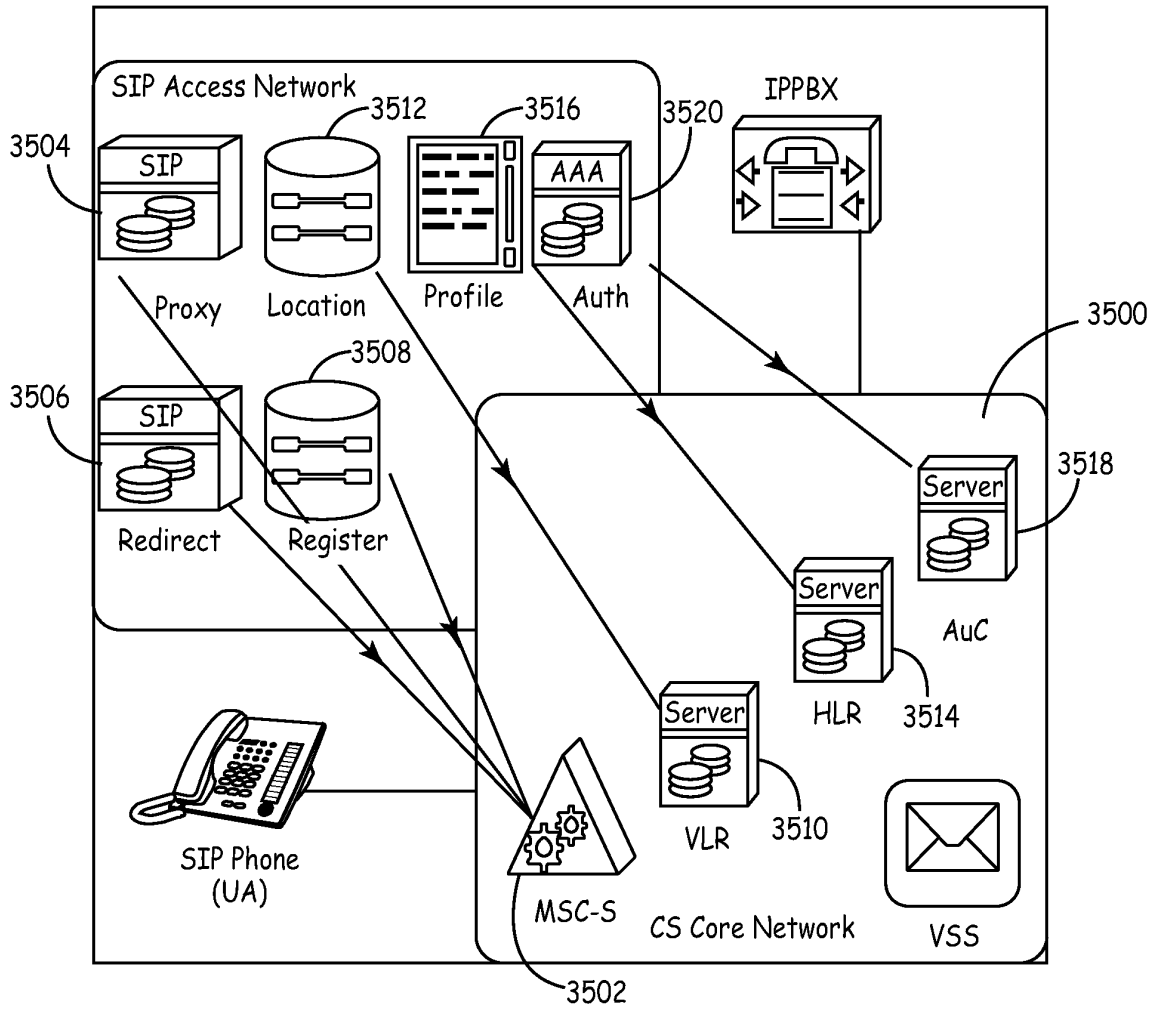 SIP Access Network
IPPBX
3512
3516
3520
3504
SIP
AAA
Proxy
Location
Profile
Auth
3500
3508
3506
SIP
Redirect
Register
3518
Server
AuC
Server
HLR
3514
Server
VLR
3510
SIP Phone
(UA)
MSC-S
CS Core Network
VSS
3502